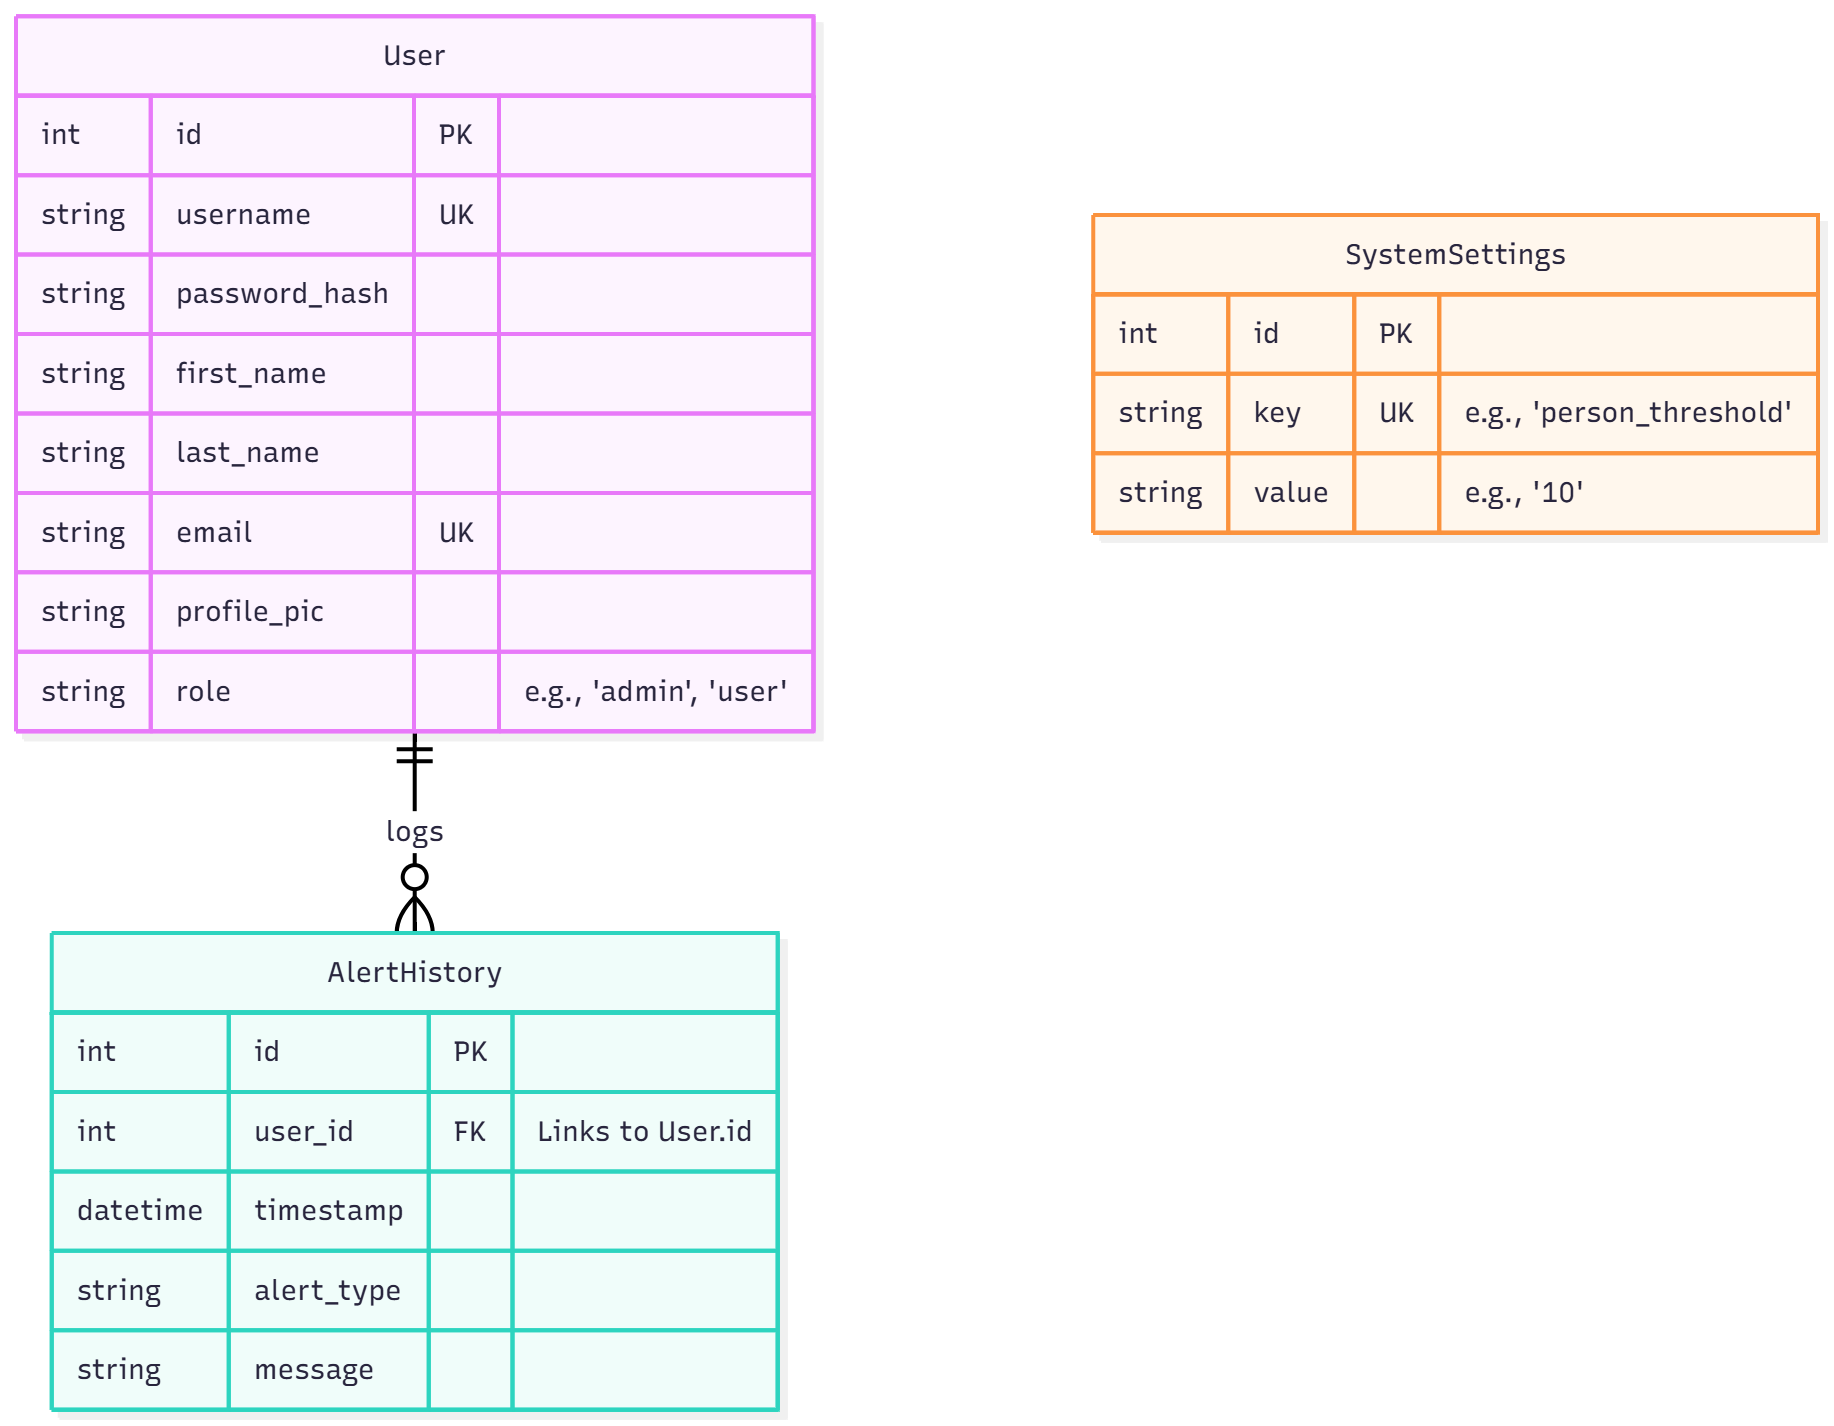 User
int id PK
string username UK
string password_hash
string first_name
string last_name
string email UK
string profile_pic
string role e.g., 'admin', 'user'
SystemSettings
int id PK
string key UK e.g., 'person_threshold'
string value e.g., '10'
logs
AlertHistory
int id PK
int user_id FK Links to User.id
datetime timestamp
string alert_type
string message